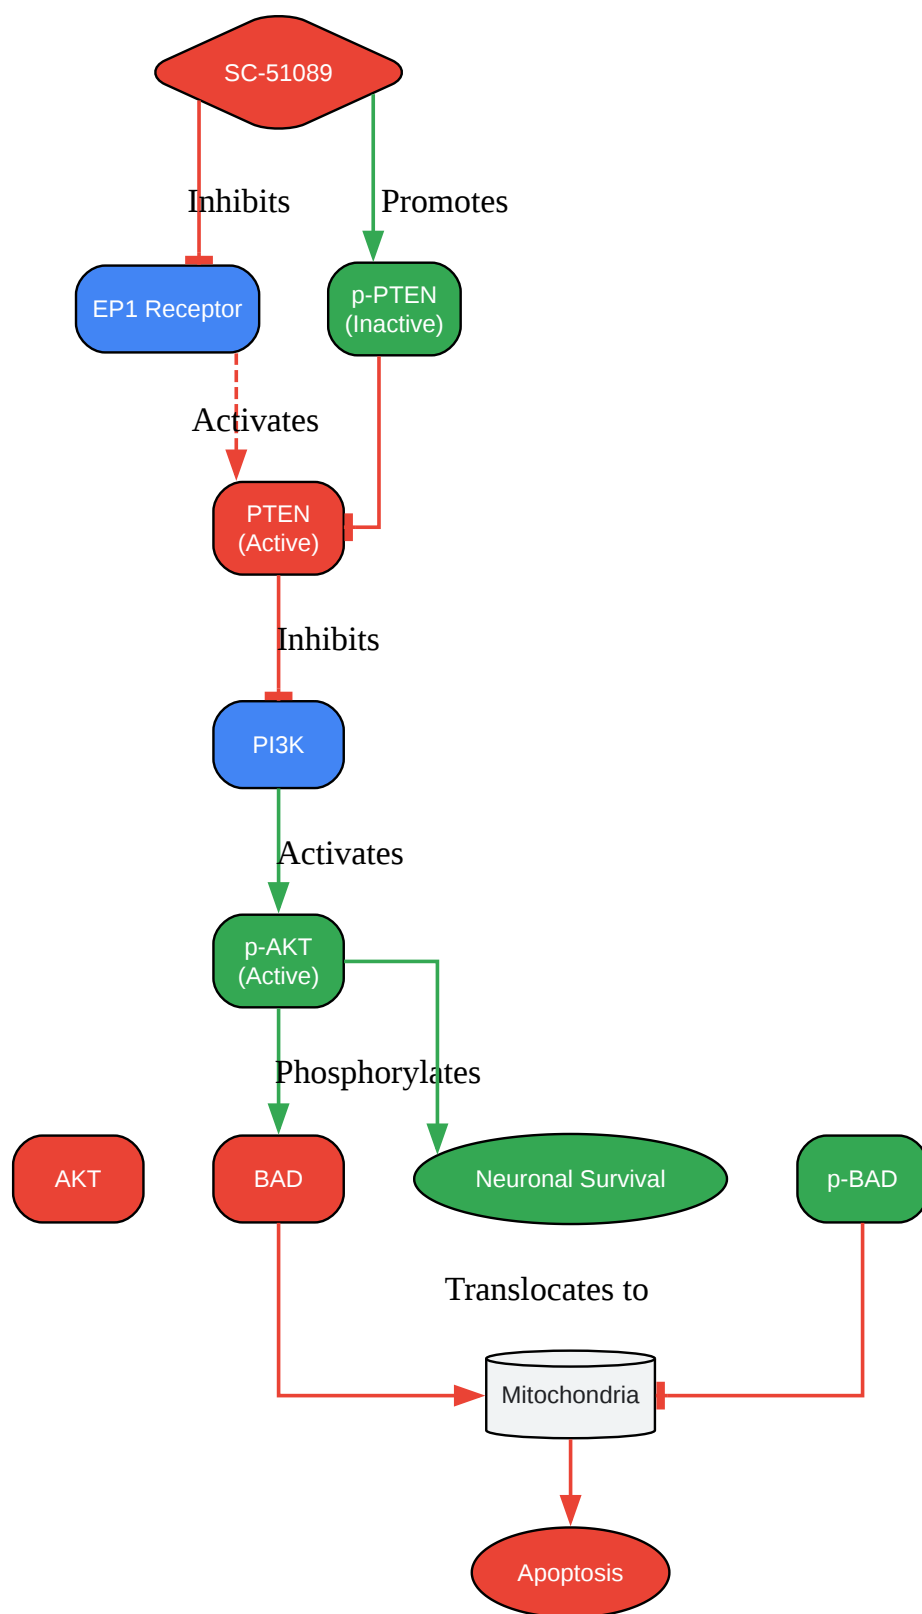 SC-51089
Inhibits
Promotes
EP1 Receptor
p-PTEN
(Inactive)
Activates
PTEN
(Active)
Inhibits
PI3K
Activates
p-AKT
(Active)
Phosphorylates
AKT
BAD
Neuronal Survival
p-BAD
Translocates to
Mitochondria
Apoptosis